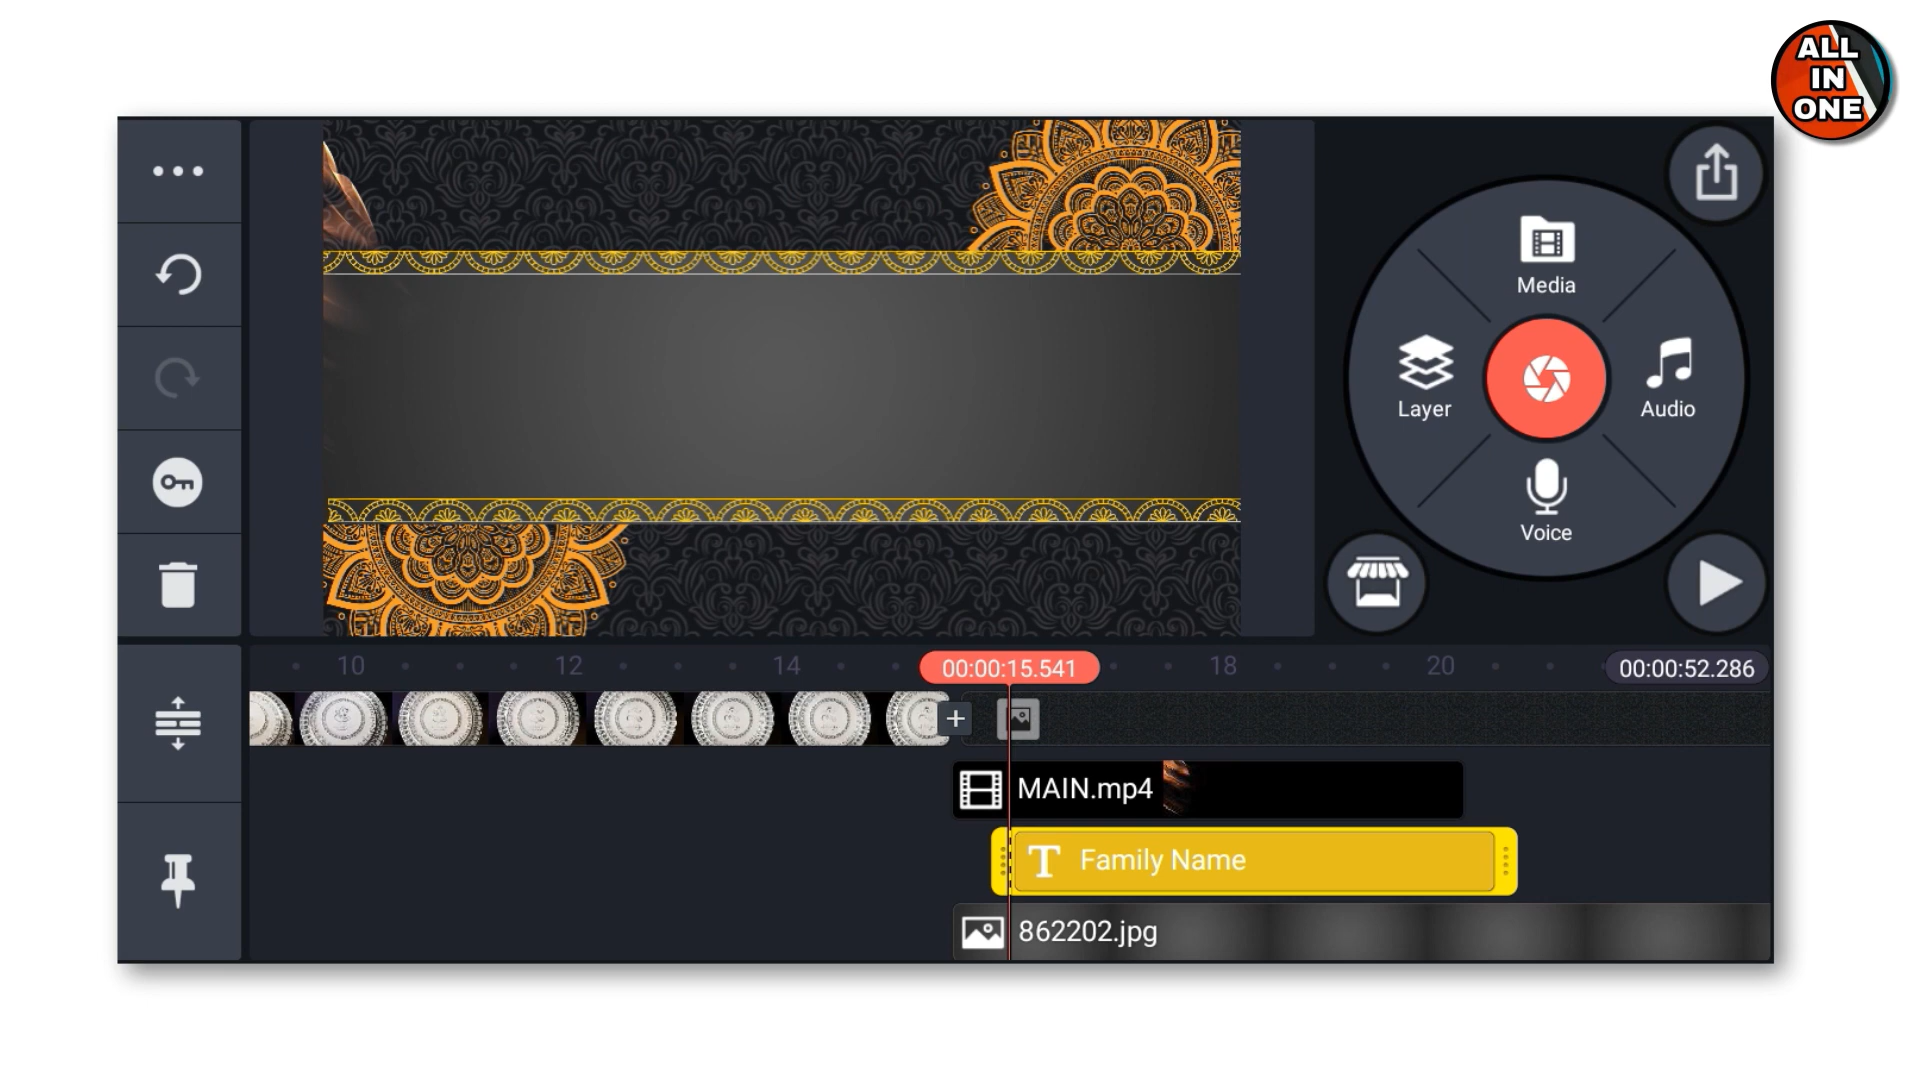 ALL
IN
ONE
Media
Layer
Audio
Voice
10 12 14 00:00:15.541 18 20 00:00:52.286
MAIN.mp4
T Family Name
862202.jpg